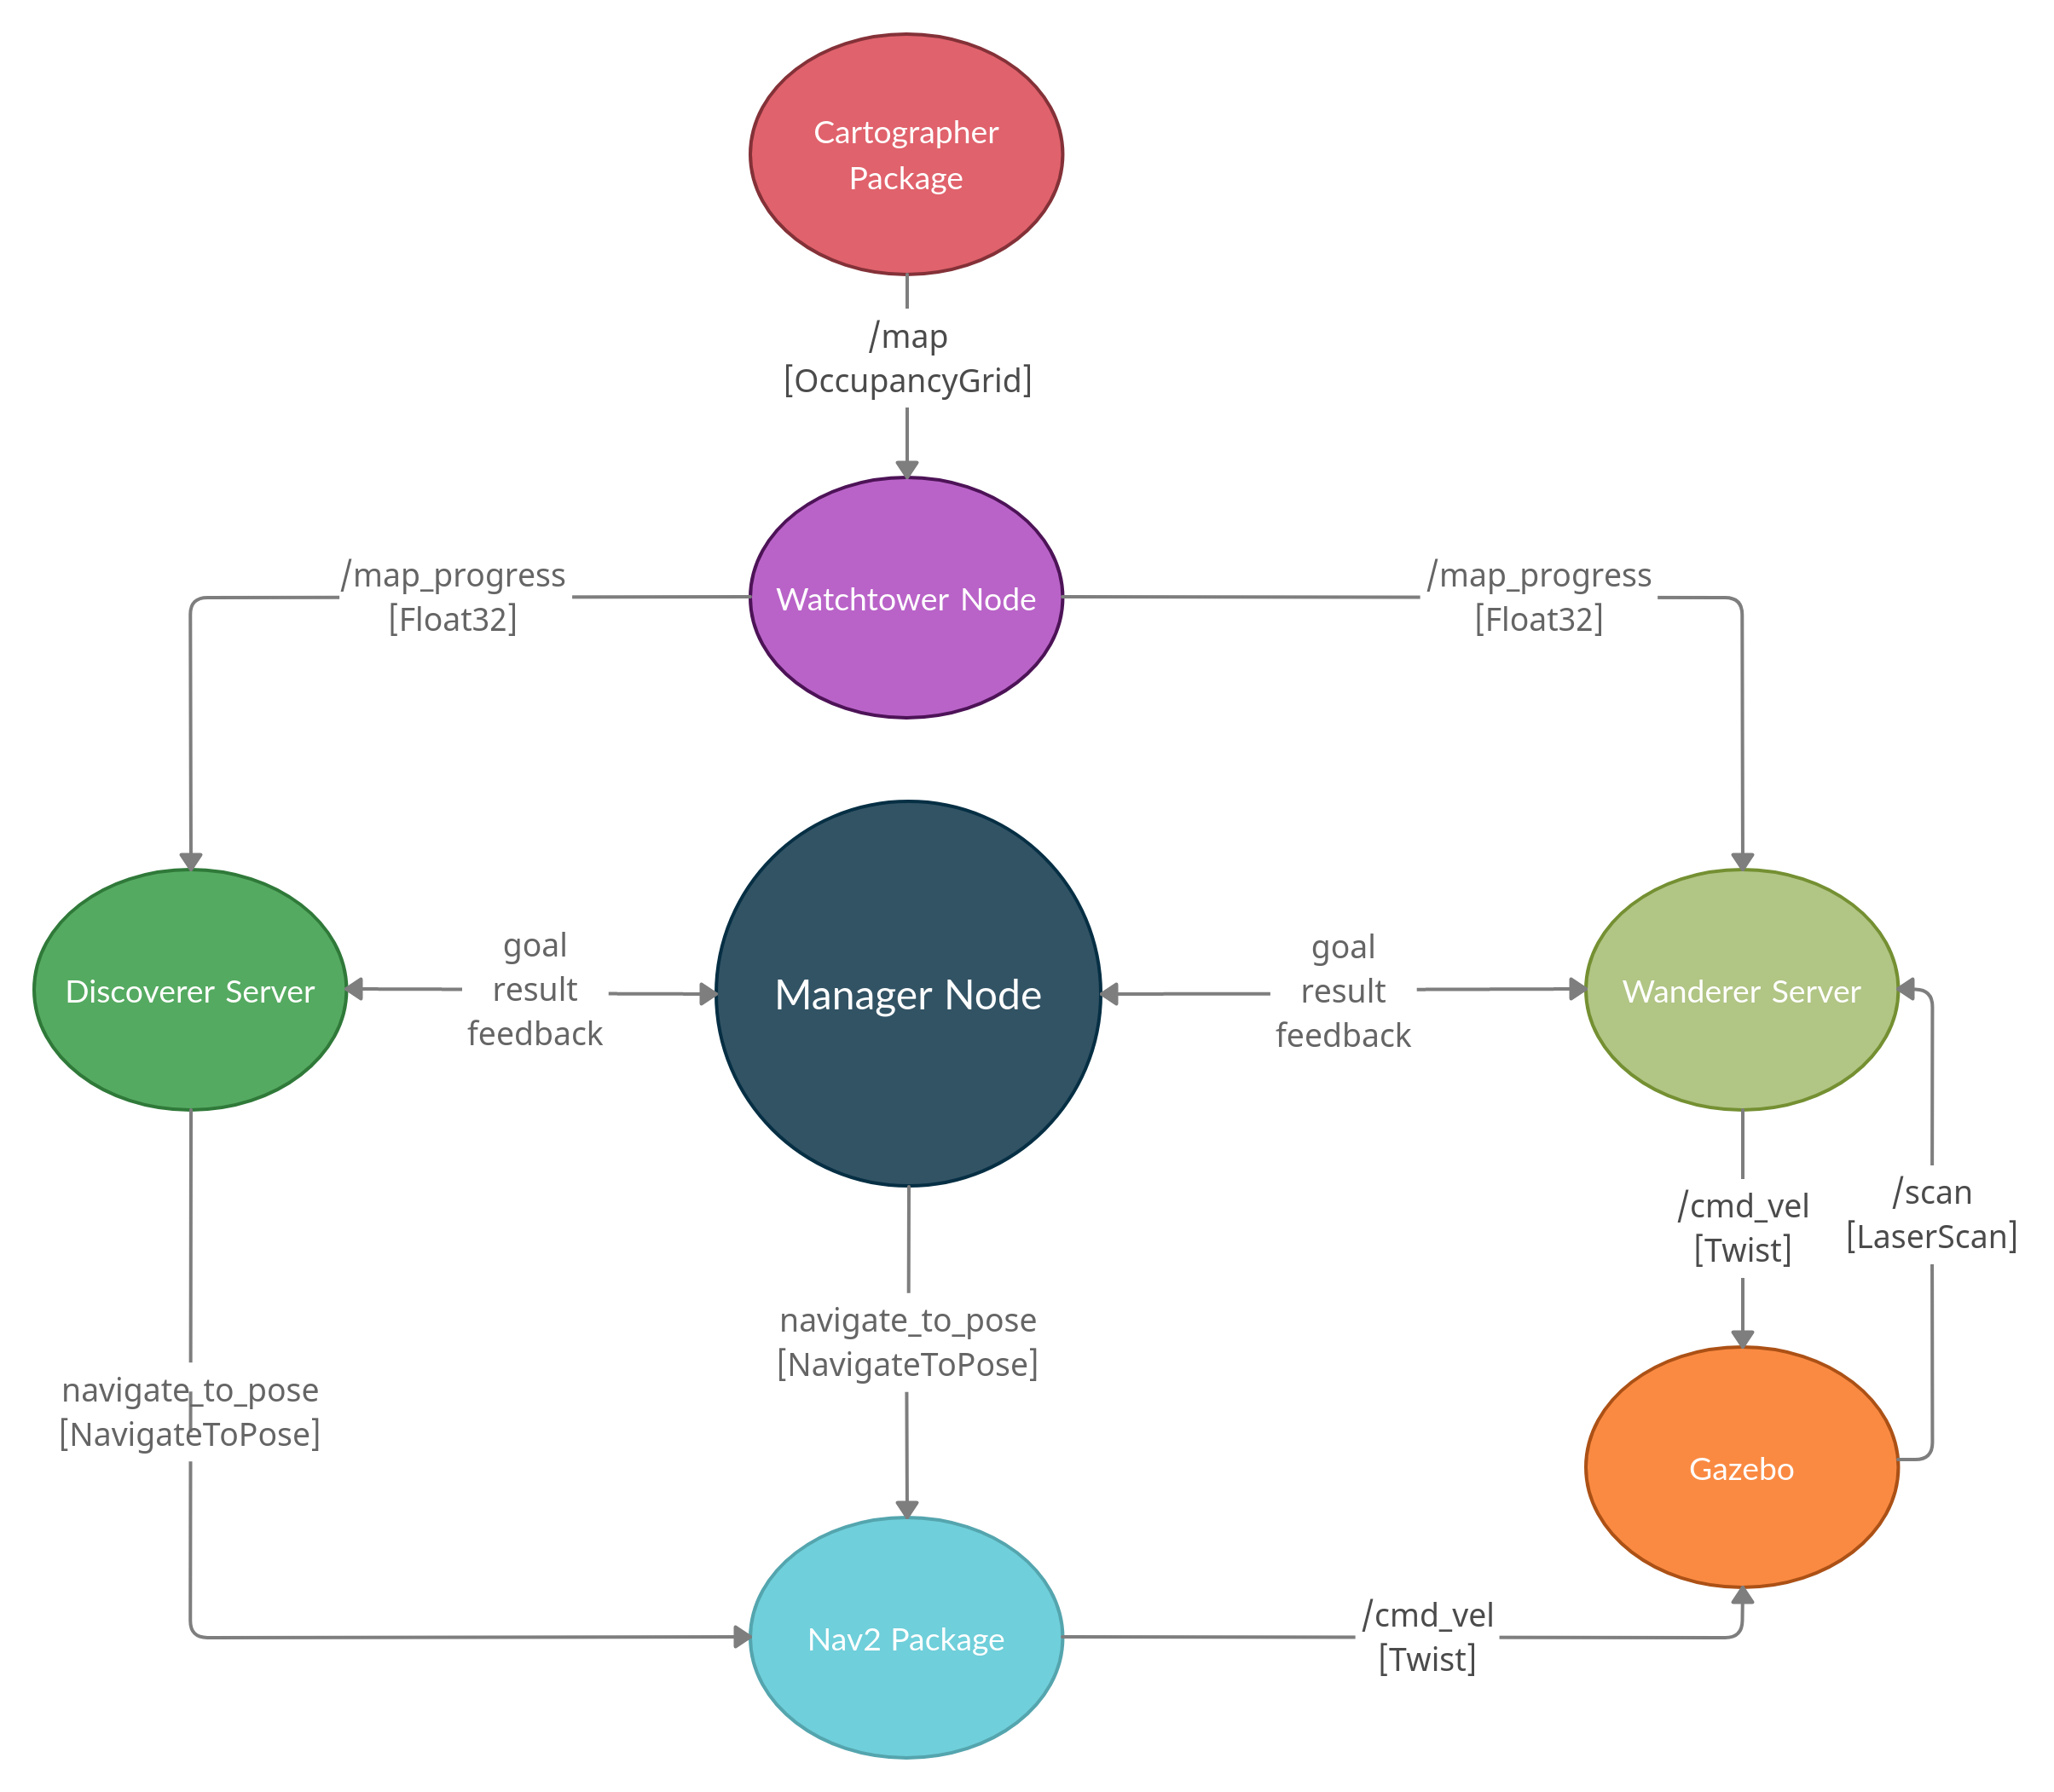 Cartographer
Package
/map
[OccupancyGrid]
/map_progress
[Float32]
Watchtower Node
/map_progress
[Float32]
Discoverer Server
goal
result
feedback
Manager Node
goal
result
feedback
Wanderer Server
/cmd_vel
[Twist]
/scan
[LaserScan]
navigate_to_pose
[NavigateToPose]
navigate_to_pose
[NavigateToPose]
Gazebo
Nav2 Package
/cmd_vel
[Twist]